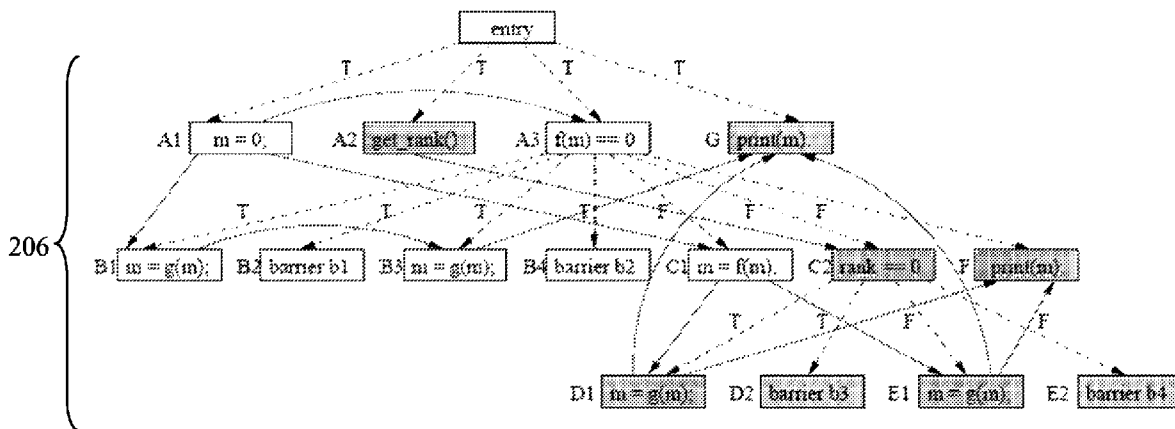 entry
T T T T
A1 m = 0; A2 get_rank() A3 f(m) == 0 G print(m).
T T T F F F F
206
B1 m = g(m); B2 barrier b1 B3 m = g(m); B4 barrier b2 C1 m = f(m). C2 rank == 0 F print(m).
T T F F
D1 m = g(m); D2 barrier b3 E1 m = g(m); E2 barrier b4